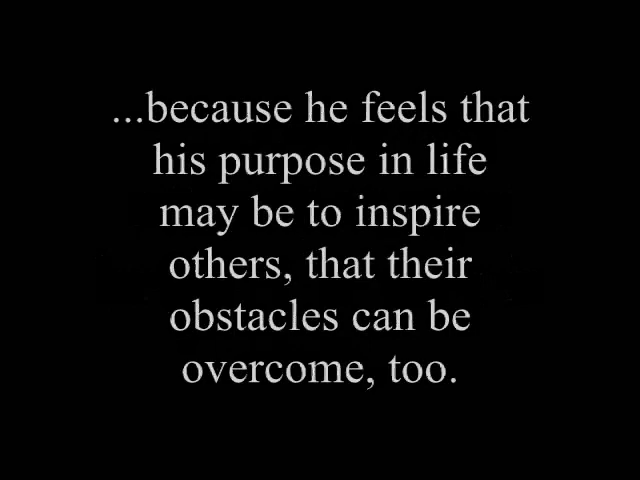 ...because he feels that
his purpose in life
may be to inspire
others, that their
obstacles can be
overcome, too.